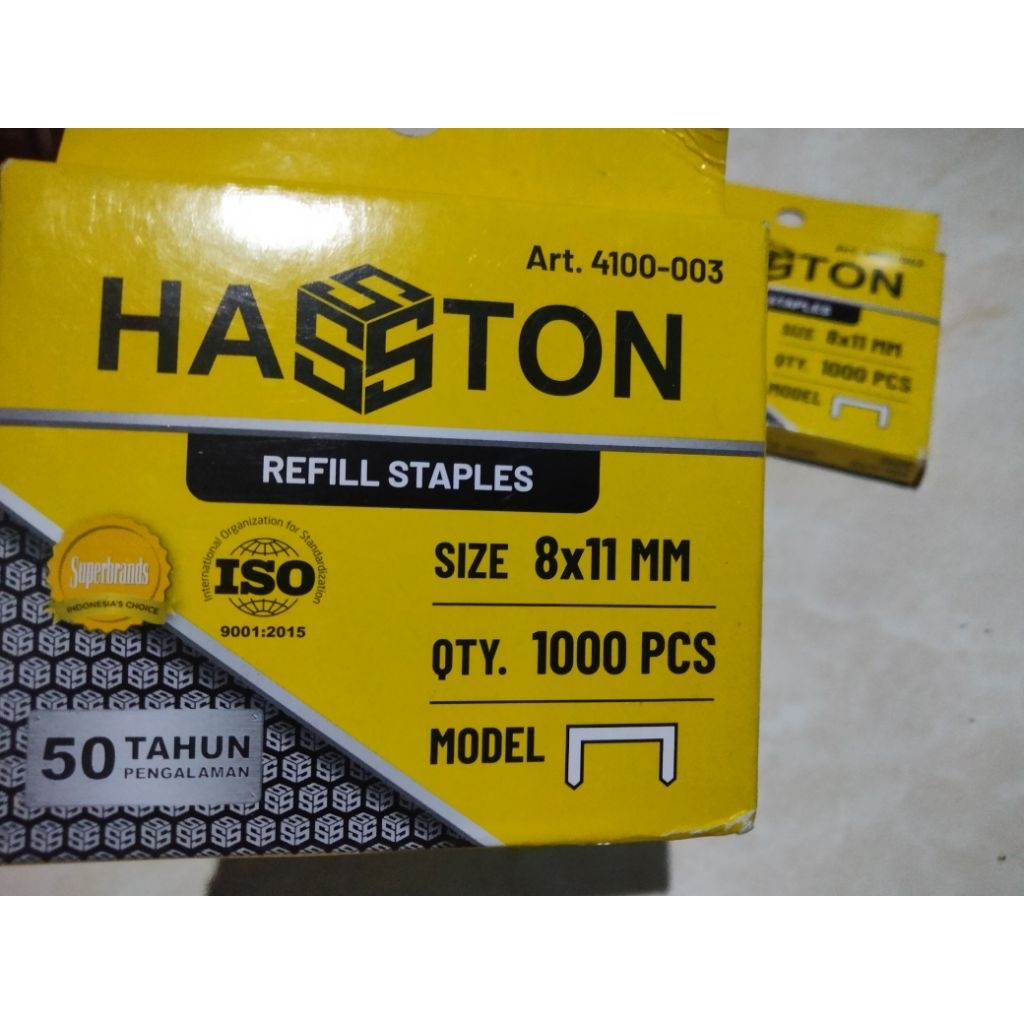 Art. 4100-003
HASSTON
REFILL STAPLES
Superbrands
INDONESIA'S CHOICE
International Organization for Standardization
ISO
9001:2015
SIZE 8x11 MM
QTY. 1000 PCS
MODEL
50 TAHUN
PENGALAMAN
STON
STAPLES
SIZE 8x11 MM
QTY. 1000 PCS
MODEL